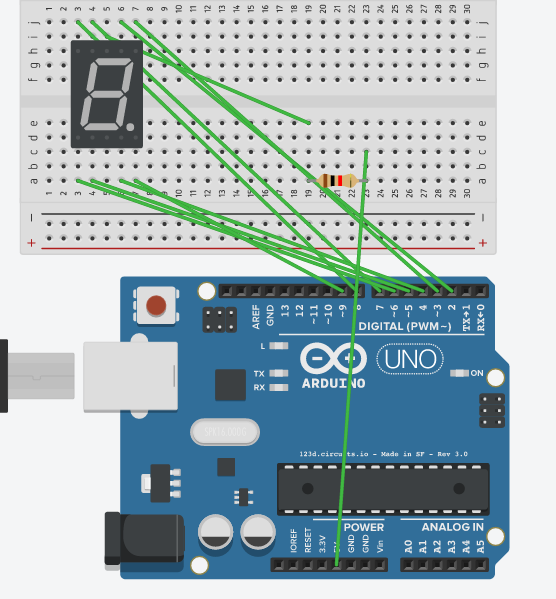 1 2 3 4 5 6 7 8 9 10 11 12 13 14 15 16 17 18 19 20 21 22 23 24 25 26 27 28 29 30
j j
i i
h h
g g
f f
e e
d d
c c
b b
a a
1 2 3 4 5 6 7 8 9 10 11 12 13 14 15 16 17 18 19 20 21 22 23 24 25 26 27 28 29 30
− −
+ +
AREF GND 13 12 ~11 ~10 ~9 8 7 ~6 ~5 4 ~3 2 TX→1 RX←0
DIGITAL (PWM~)
L
TX
RX
UNO
ON
ARDUINO
123d.circuits.io - Made in SF - Rev 3.0
POWER ANALOG IN
IOREF RESET 3.3V GND GND Vin A0 A1 A2 A3 A4 A5